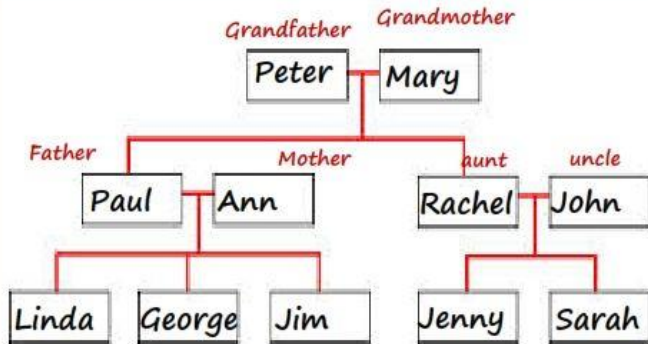 Grandfather Grandmother
Peter Mary
Father Mother aunt uncle
Paul Ann Rachel John
Linda George Jim Jenny Sarah